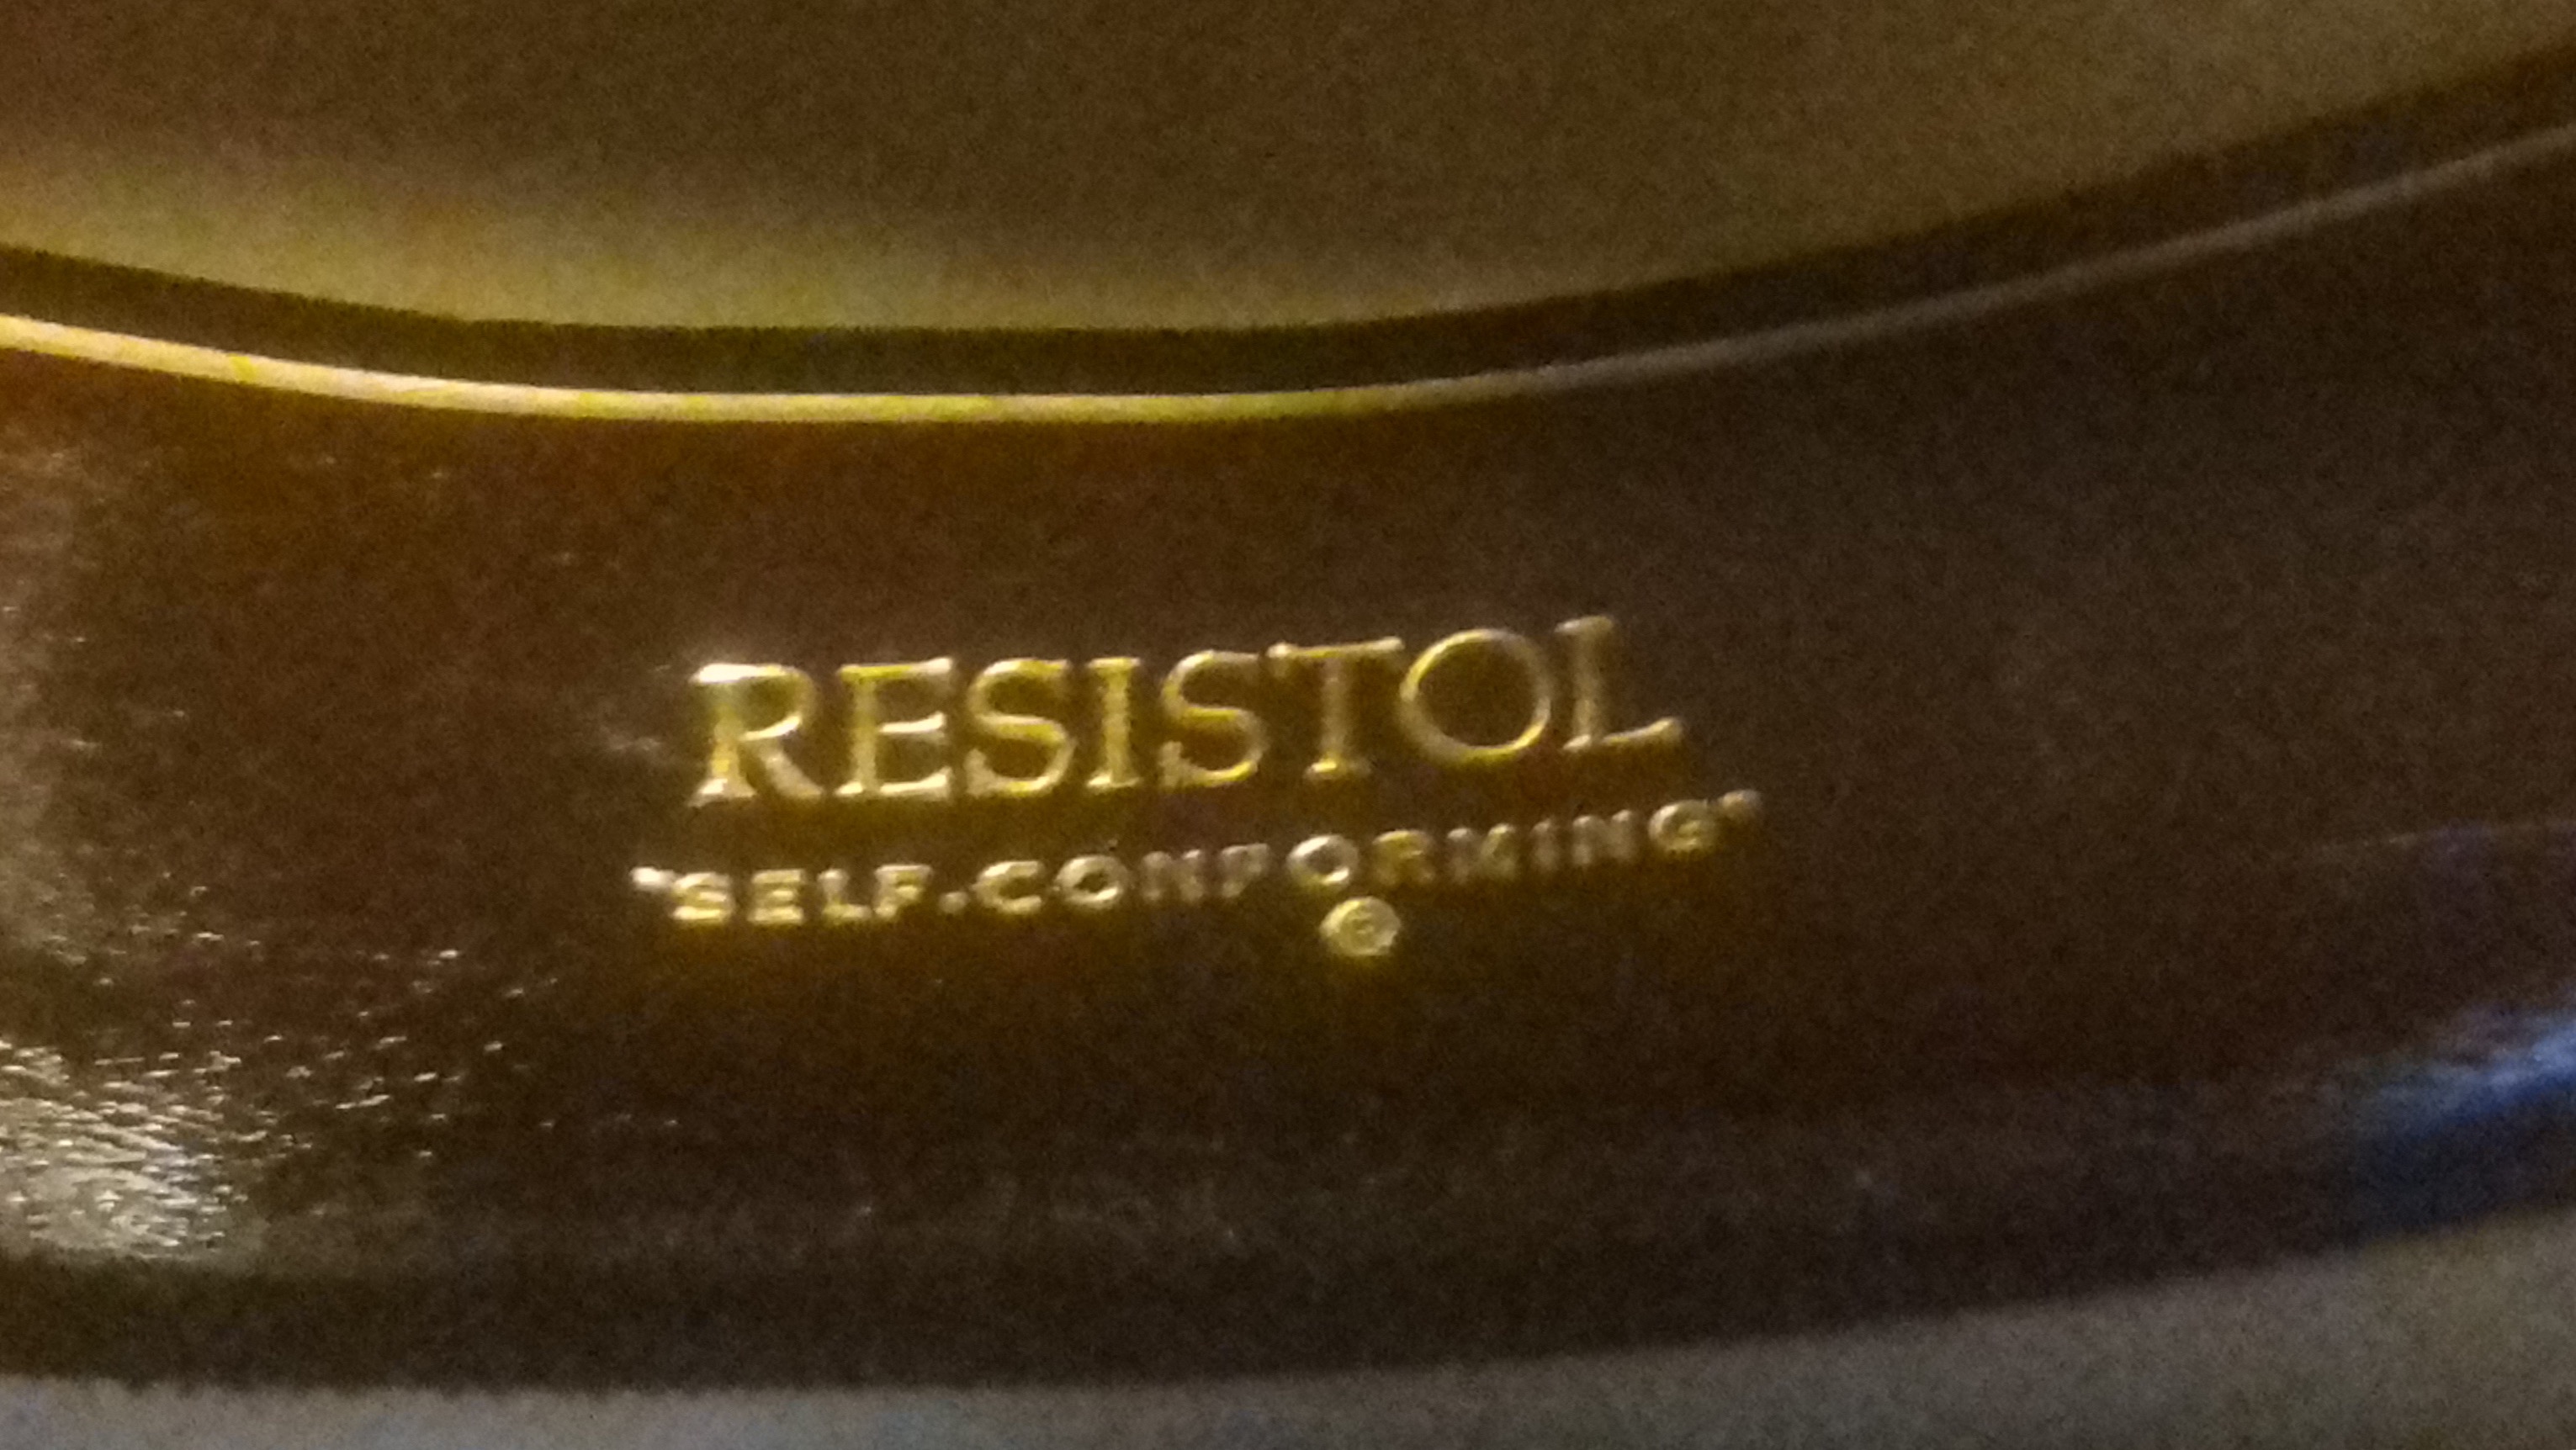 RESISTOL
"SELF-CONFORMING"
®